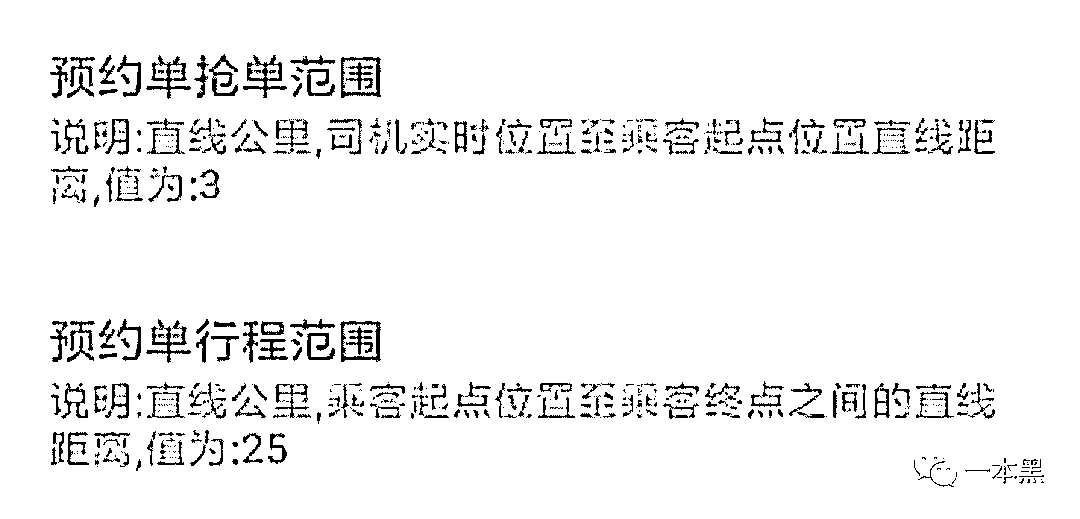 预约单抢单范围
说明:直线公里,司机实时位置至乘客起点位置直线距
离,值为:3
预约单行程范围
说明:直线公里,乘客起点位置至乘客终点之间的直线
距离,值为:25
一本黑